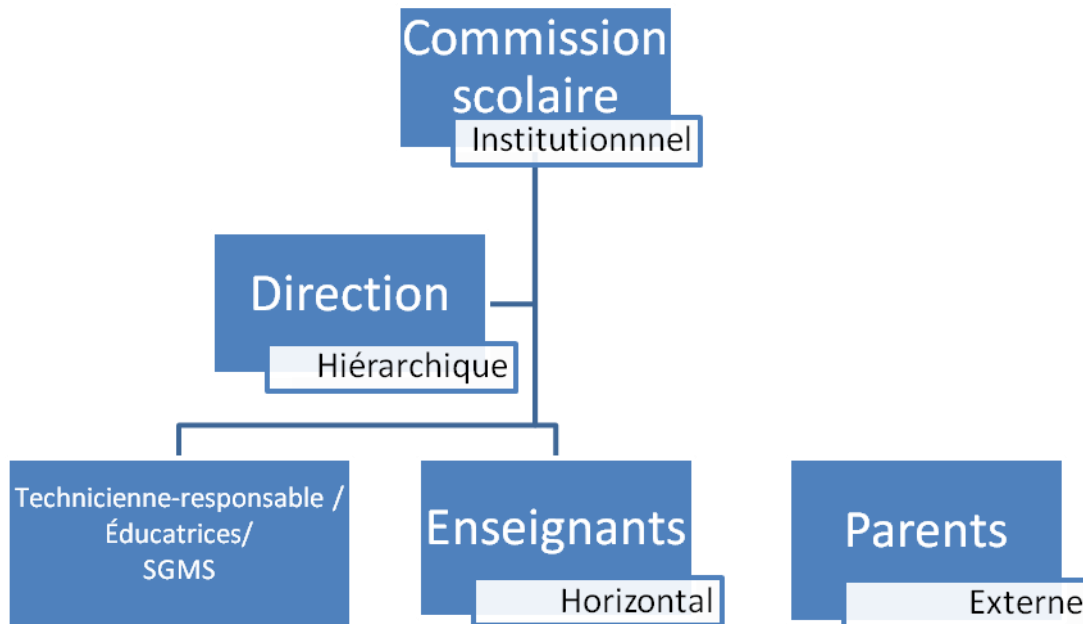 Commission
scolaire
Institutionnnel
Direction
Hiérarchique
Technicienne-responsable /
Éducatrices/
SGMS
Enseignants
Horizontal
Parents
Externe